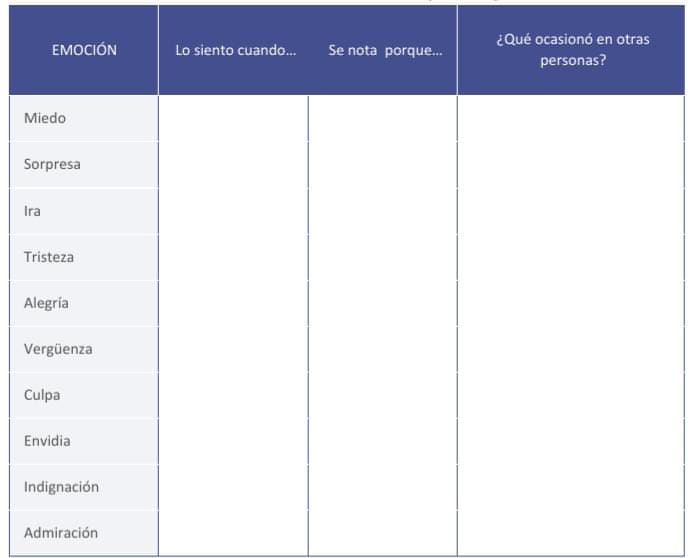 EMOCIÓN
Lo siento cuando...
Se nota porque...
¿Qué ocasionó en otras
personas?
Miedo
Sorpresa
Ira
Tristeza
Alegría
Vergüenza
Culpa
Envidia
Indignación
Admiración